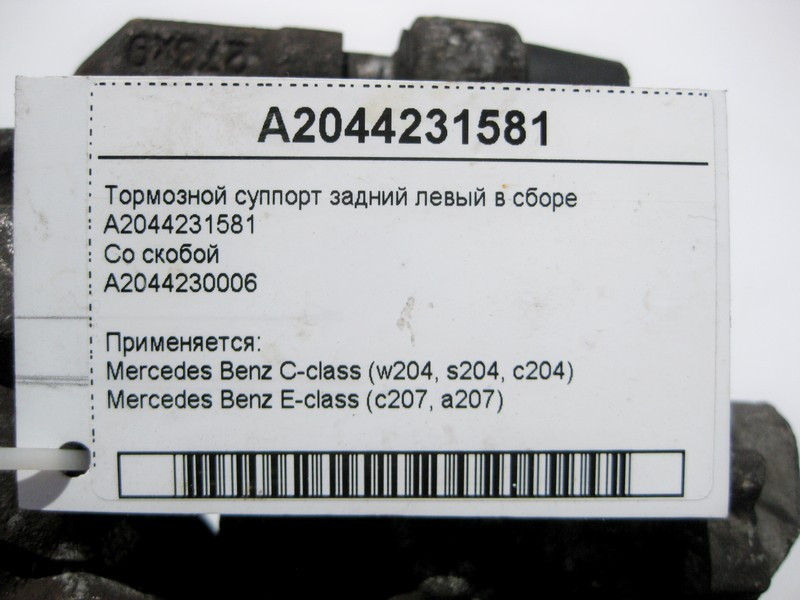 A2044231581
Тормозной суппорт задний левый в сборе
A2044231581
Со скобой
A2044230006
Применяется:
Mercedes Benz C-class (w204, s204, c204)
Mercedes Benz E-class (c207, a207)